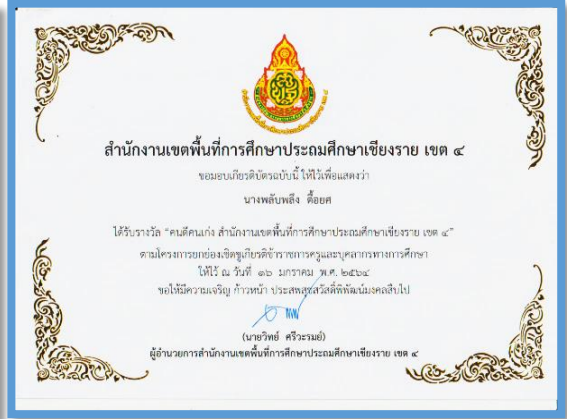 สำนักงานเขตพื้นที่การศึกษาประถมศึกษาเชียงราย เขต ๔
ขอมอบเกียรติบัตรฉบับนี้ ให้ไว้เพื่อแสดงว่า
นางพลับพลึง ตื้อยศ
ได้รับรางวัล “คนดีคนเก่ง สำนักงานเขตพื้นที่การศึกษาประถมศึกษาเชียงราย เขต ๔”
ตามโครงการยกย่องเชิดชูเกียรติข้าราชการครูและบุคลากรทางการศึกษา
ให้ไว้ ณ วันที่ ๑๖ มกราคม พ.ศ. ๒๕๖๔
ขอให้มีความเจริญ ก้าวหน้า ประสพสุขสวัสดิ์พิพัฒน์มงคลสืบไป
(นายวิทย์ ศรีวะรมย์)
ผู้อำนวยการสำนักงานเขตพื้นที่การศึกษาประถมศึกษาเชียงราย เขต ๔